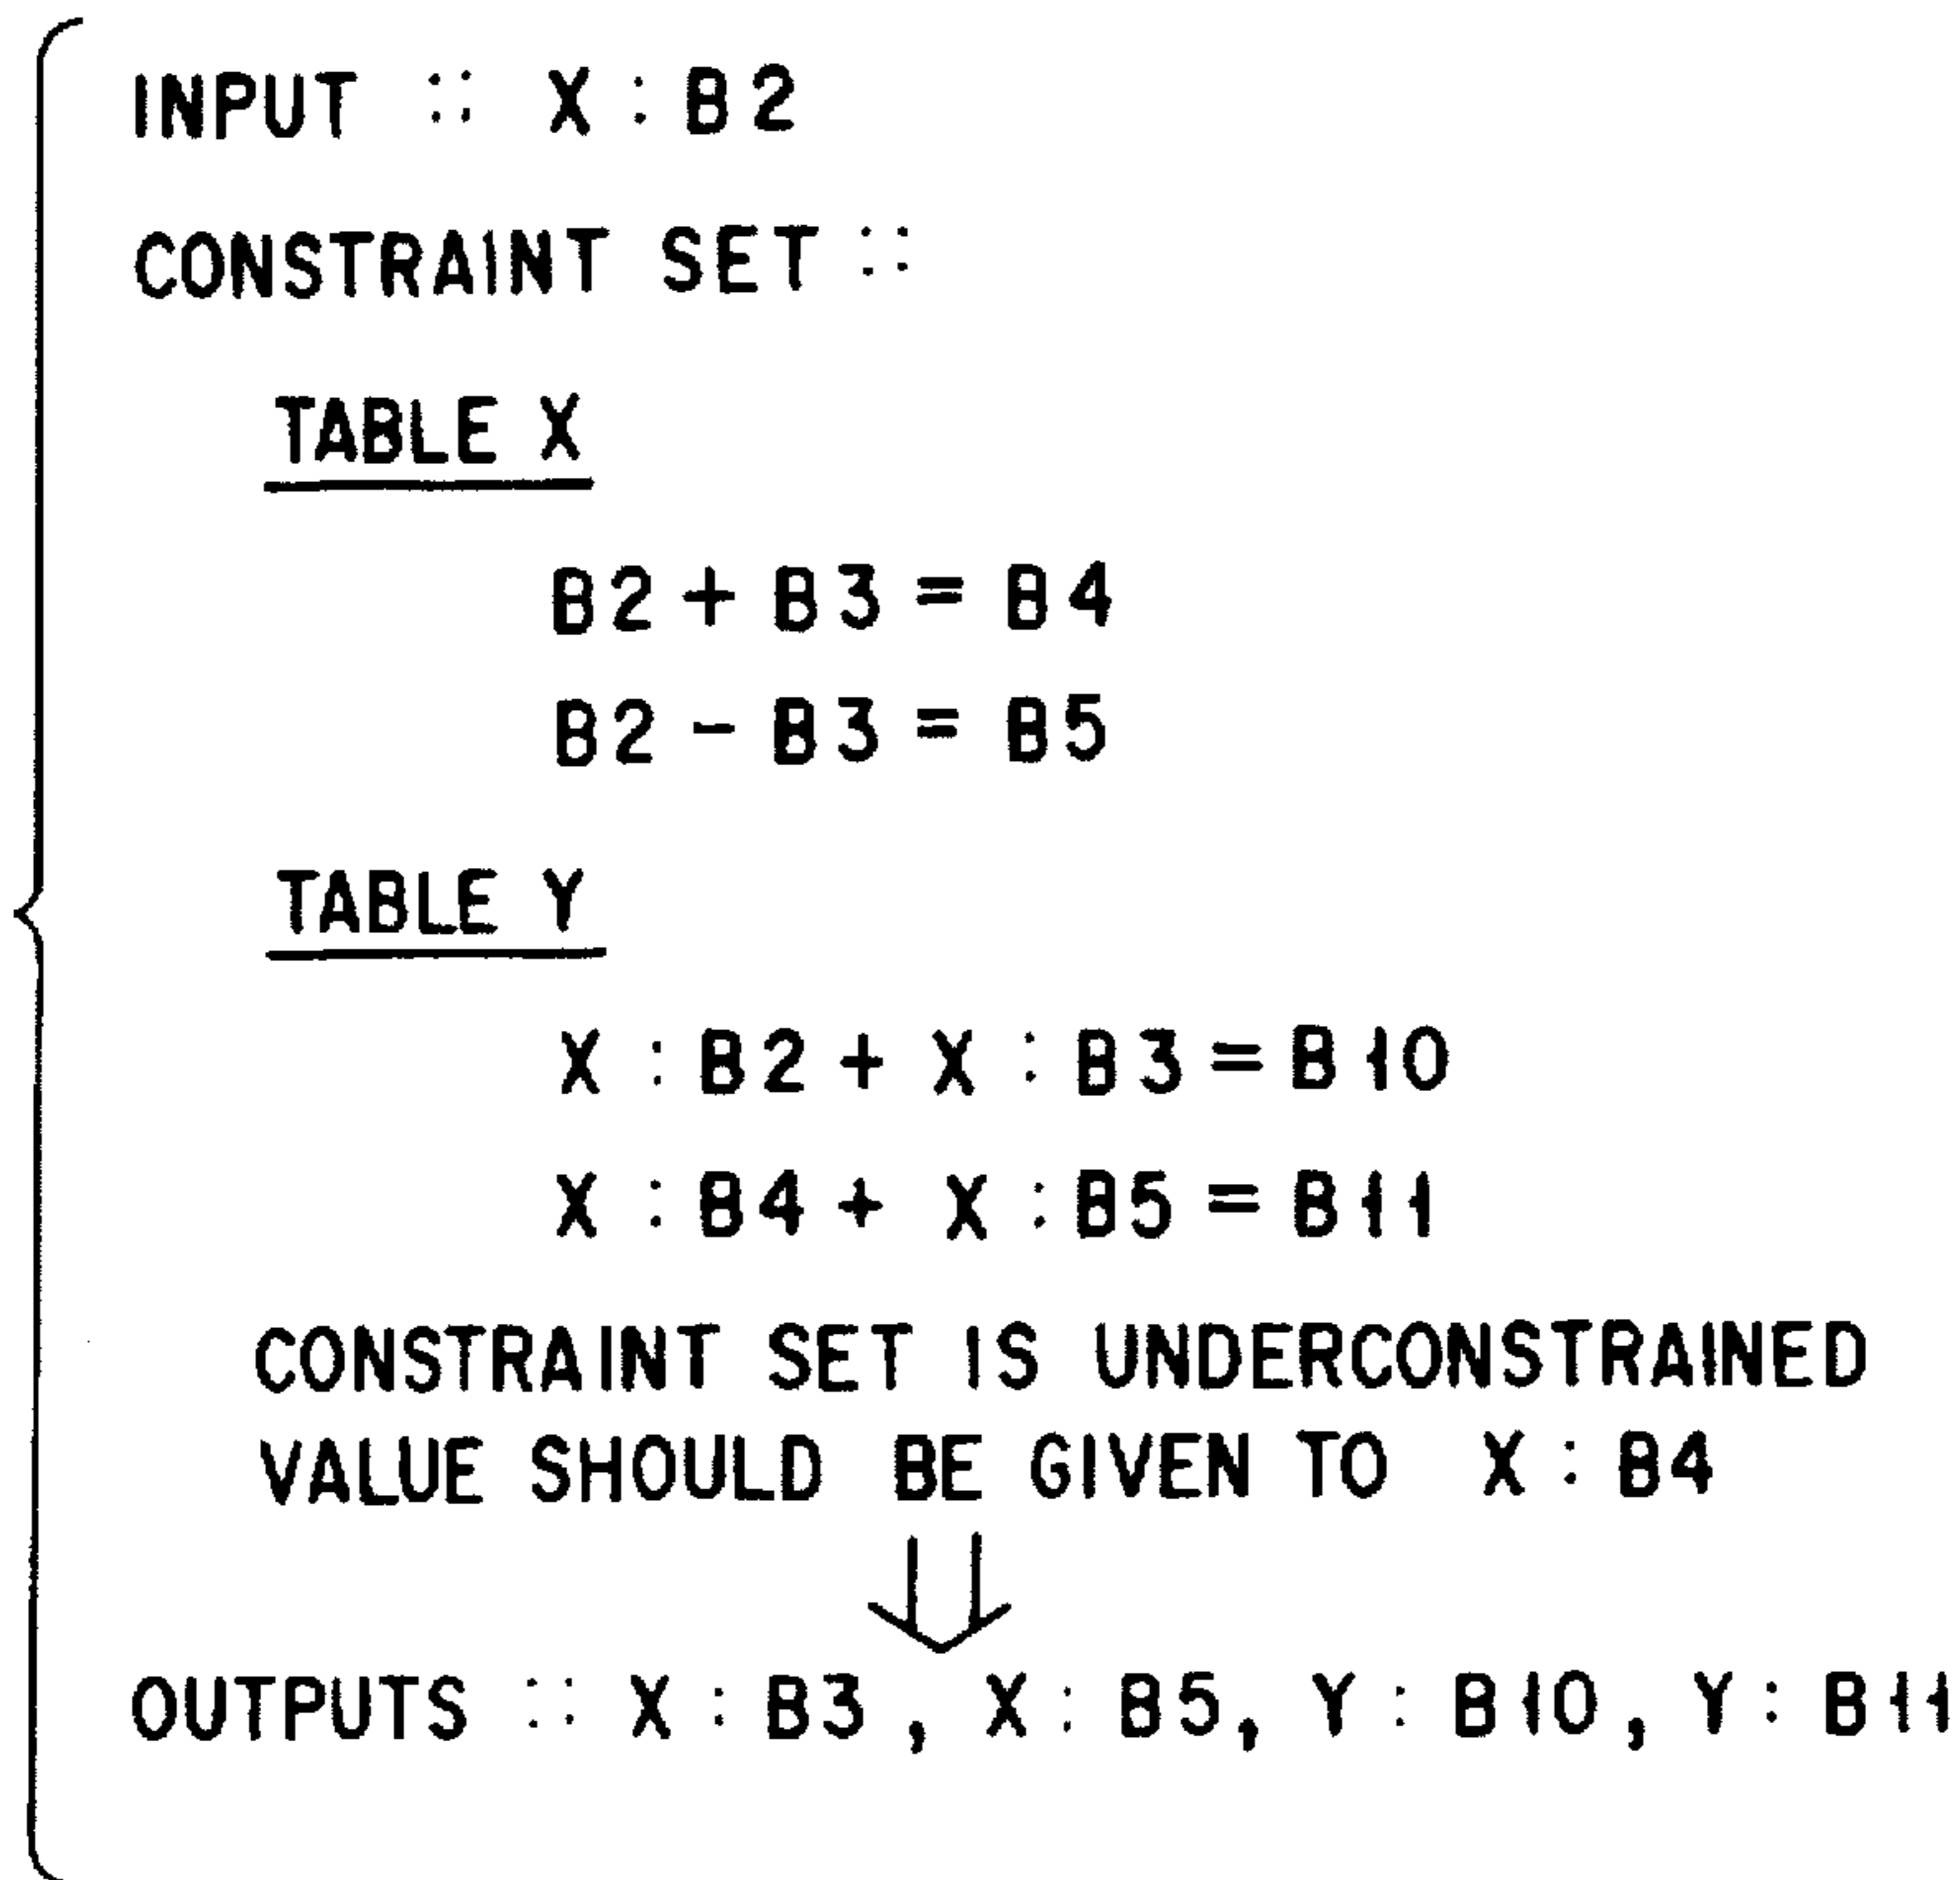 INPUT :: X : B2
CONSTRAINT SET ::
TABLE X
B2 + B3 = B4
B2 - B3 = B5
TABLE Y
X : B2 + X : B3 = B10
X : B4 + X : B5 = B11
CONSTRAINT SET IS UNDERCONSTRAINED
VALUE SHOULD BE GIVEN TO X : B4
OUTPUTS :: X : B3 , X : B5, Y : B10, Y : B11